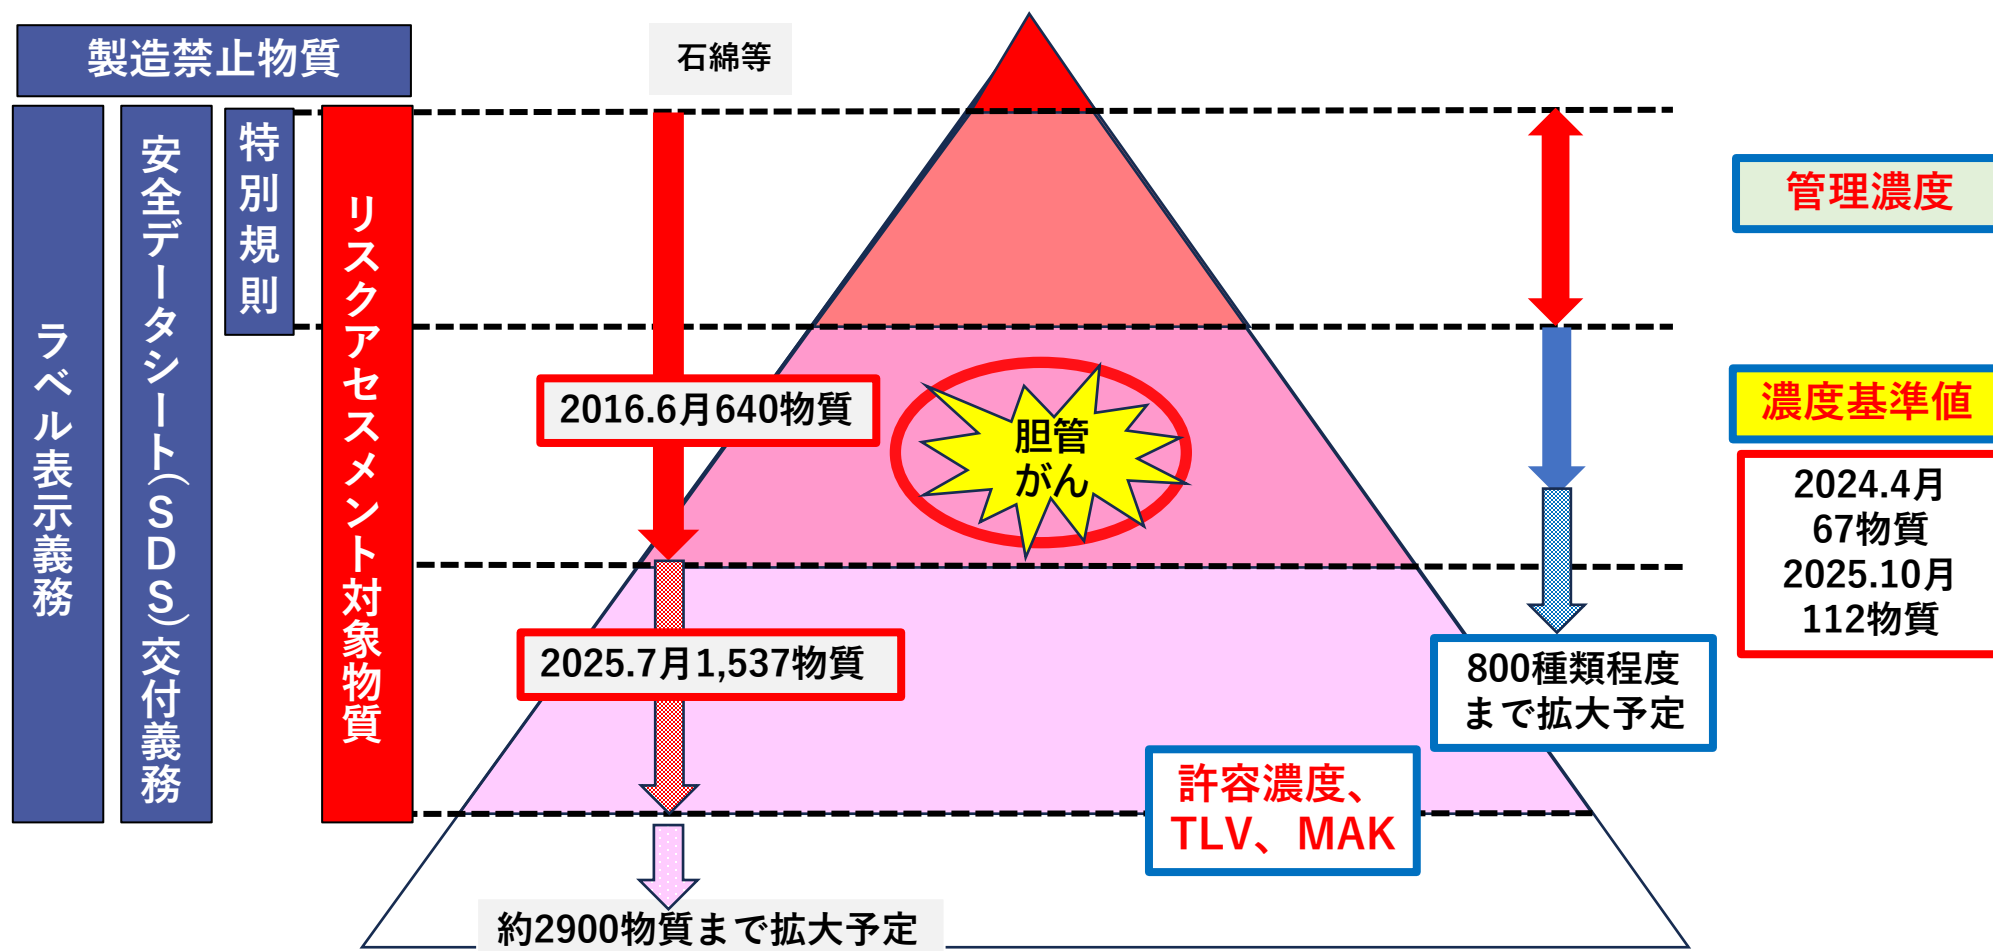 製造禁止物質
石綿等
ラベル表示義務
安全データシート(SDS)交付義務
特別規則
リスクアセスメント対象物質
管理濃度
2016.6月640物質
胆管
がん
濃度基準値
2024.4月
67物質
2025.10月
112物質
2025.7月1,537物質
800種類程度
まで拡大予定
許容濃度、
TLV、MAK
約2900物質まで拡大予定